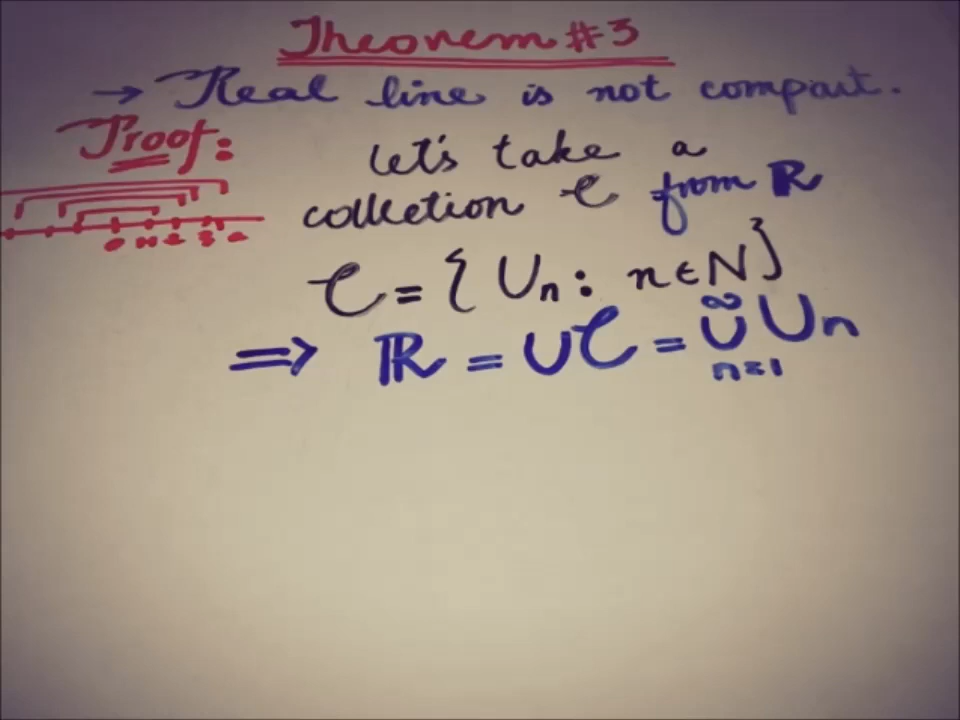 Theorem #3
→ Real line is not compact.
Proof:
Let's take a
collection C from ℝ
C = { Un : n ∈ N }
⇒ ℝ = ∪C = ∞∪n=1 Un